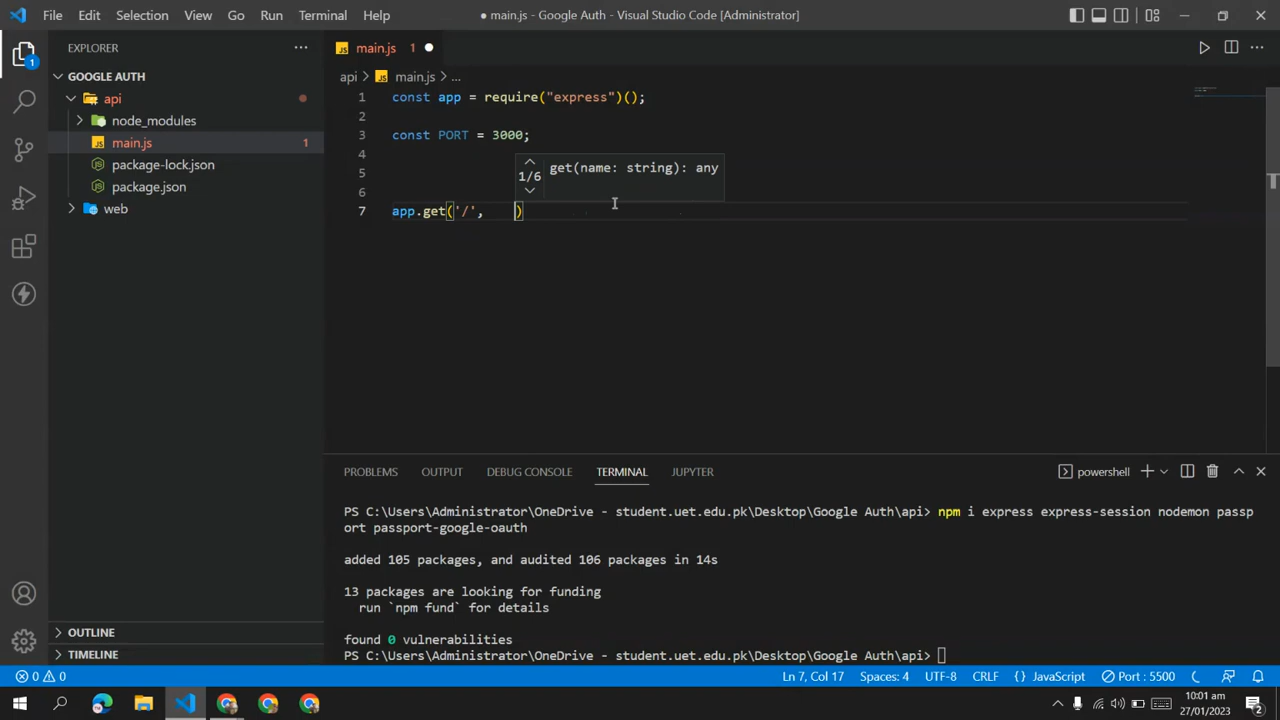 File Edit Selection View Go Run Terminal Help
● main.js - Google Auth - Visual Studio Code [Administrator]
EXPLORER
GOOGLE AUTH
api
node_modules
main.js 1
package-lock.json
package.json
web
OUTLINE
TIMELINE
1
main.js 1
api > main.js > ...
1 const app = require("express")();
2
3 const PORT = 3000;
4
5
6
7 app.get('/', )
1/6 get(name: string): any
PROBLEMS OUTPUT DEBUG CONSOLE TERMINAL JUPYTER
powershell
PS C:\Users\Administrator\OneDrive - student.uet.edu.pk\Desktop\Google Auth\api> npm i express express-session nodemon passp
ort passport-google-oauth
added 105 packages, and audited 106 packages in 14s
13 packages are looking for funding
run `npm fund` for details
found 0 vulnerabilities
PS C:\Users\Administrator\OneDrive - student.uet.edu.pk\Desktop\Google Auth\api>
0 0 Ln 7, Col 17 Spaces: 4 UTF-8 CRLF {} JavaScript Port : 5500
10:01 am
27/01/2023
2